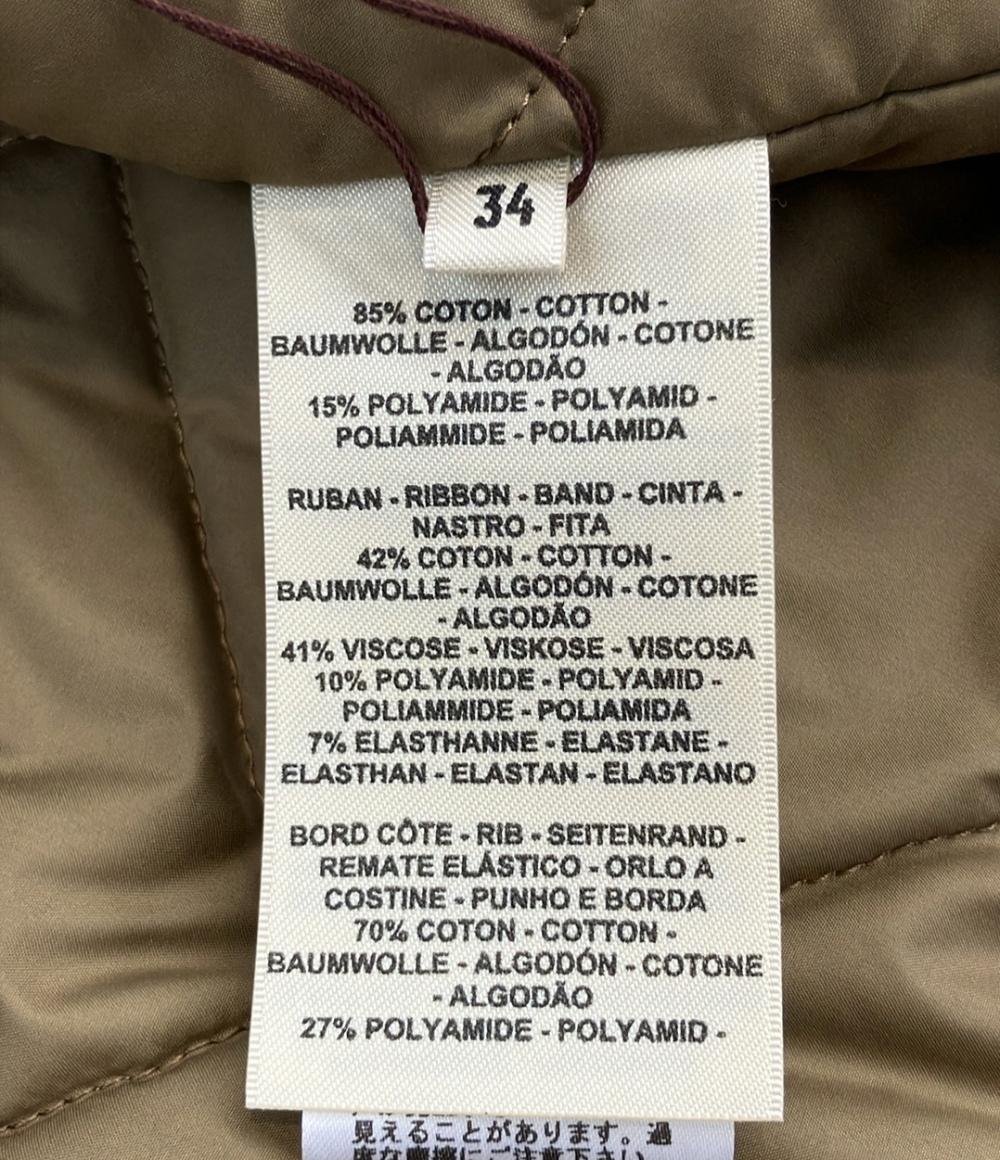 34
85% COTON - COTTON -
BAUMWOLLE - ALGODÓN - COTONE
- ALGODÃO
15% POLYAMIDE - POLYAMID -
POLIAMMIDE - POLIAMIDA
RUBAN - RIBBON - BAND - CINTA -
NASTRO - FITA
42% COTON - COTTON -
BAUMWOLLE - ALGODÓN - COTONE
- ALGODÃO
41% VISCOSE - VISKOSE - VISCOSA
10% POLYAMIDE - POLYAMID -
POLIAMMIDE - POLIAMIDA
7% ELASTHANNE - ELASTANE -
ELASTHAN - ELASTAN - ELASTANO
BORD CÔTE - RIB - SEITENRAND -
REMATE ELÁSTICO - ORLO A
COSTINE - PUNHO E BORDA
70% COTON - COTTON -
BAUMWOLLE - ALGODÓN - COTONE
- ALGODÃO
27% POLYAMIDE - POLYAMID -
見えることがあります。過